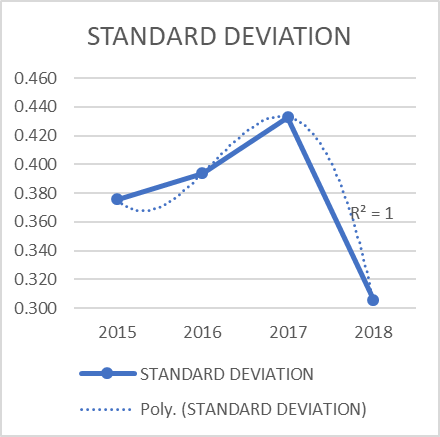 STANDARD DEVIATION
0.460
0.440
0.420
0.400
0.380
0.360
0.340
0.320
0.300
R² = 1
2015 2016 2017 2018
STANDARD DEVIATION
Poly. (STANDARD DEVIATION)